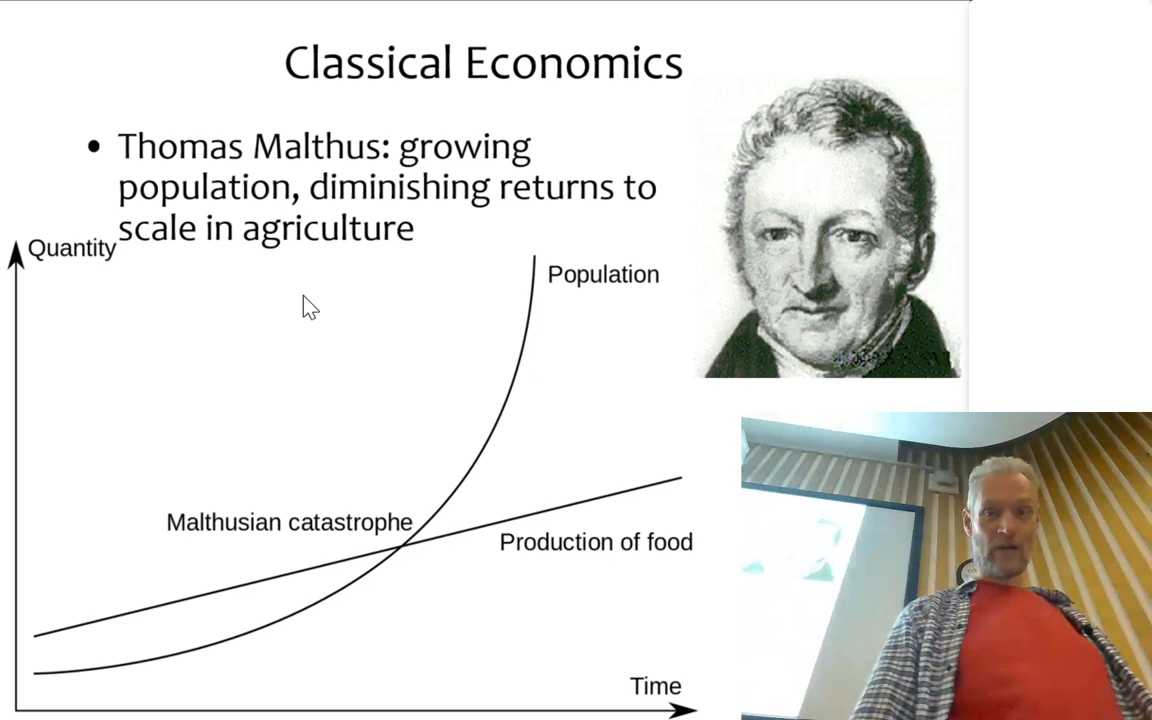 Classical Economics
• Thomas Malthus: growing
population, diminishing returns to
scale in agriculture
Quantity
Population
Malthusian catastrophe
Production of food
Time